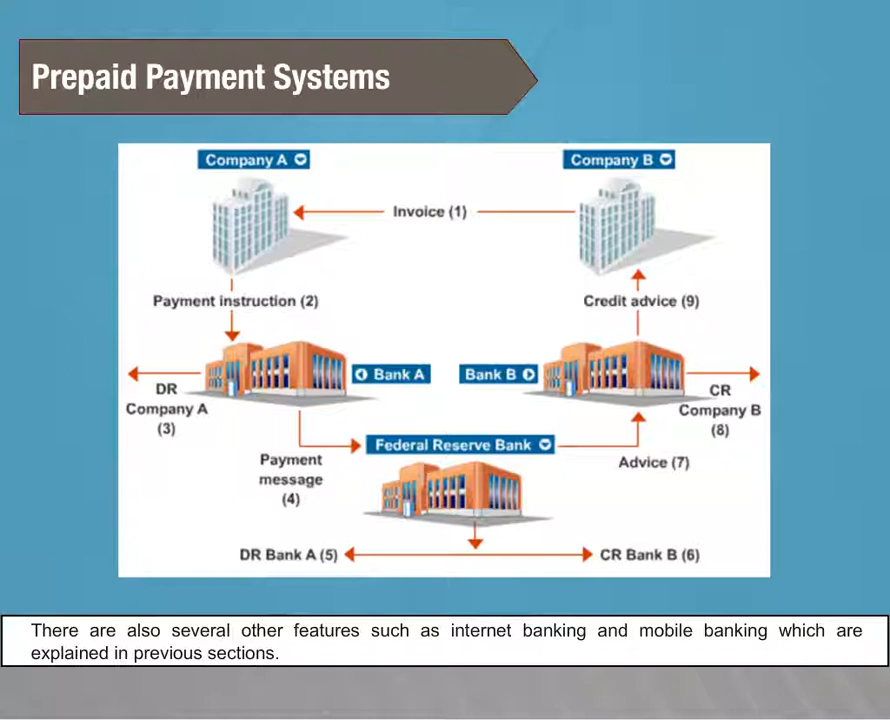 Prepaid Payment Systems
Company A
Company B
Invoice (1)
Payment instruction (2)
Credit advice (9)
Bank A
Bank B
DR
Company A
(3)
CR
Company B
(8)
Federal Reserve Bank
Payment
message
(4)
Advice (7)
DR Bank A (5)
CR Bank B (6)
There are also several other features such as internet banking and mobile banking which are
explained in previous sections.